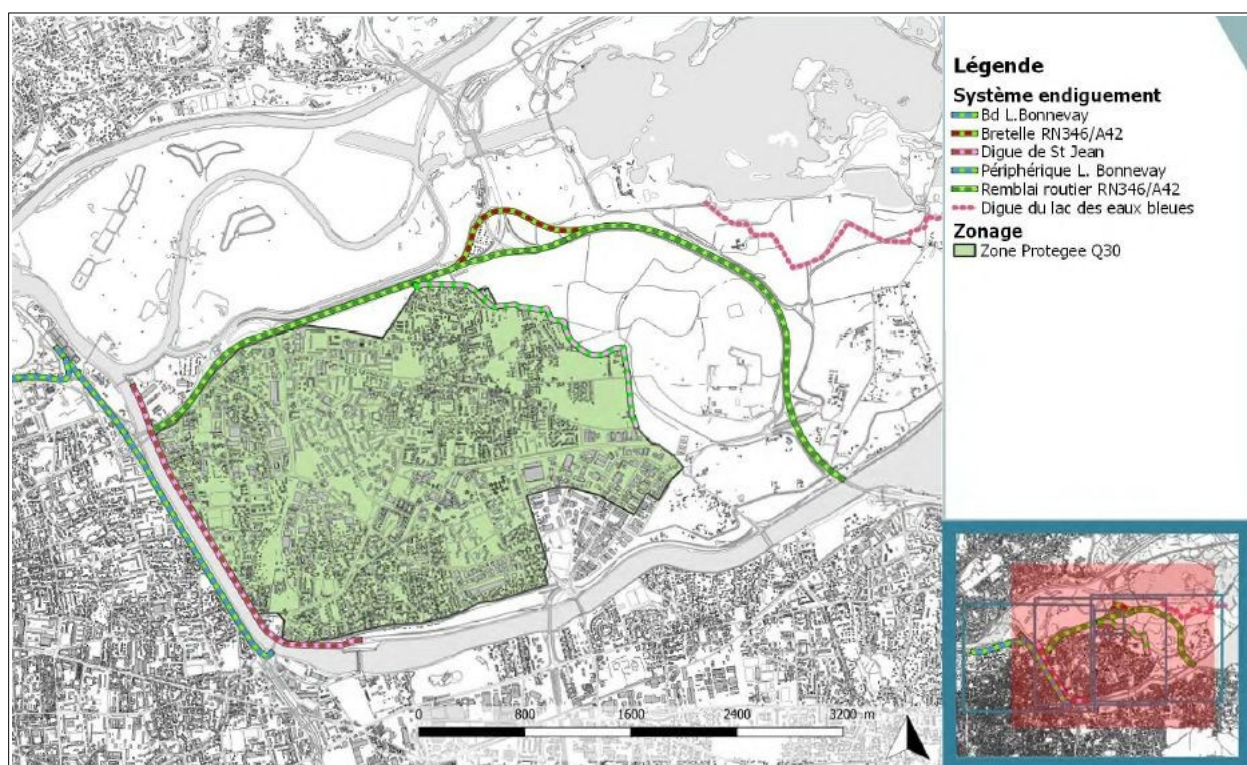 Légende
Système endiguement
Bd L.Bonnevay
Bretelle RN346/A42
Digue de St Jean
Périphérique L. Bonnevay
Remblai routier RN346/A42
Digue du lac des eaux bleues
Zonage
Zone Protegee Q30
0 800 1600 2400 3200 m